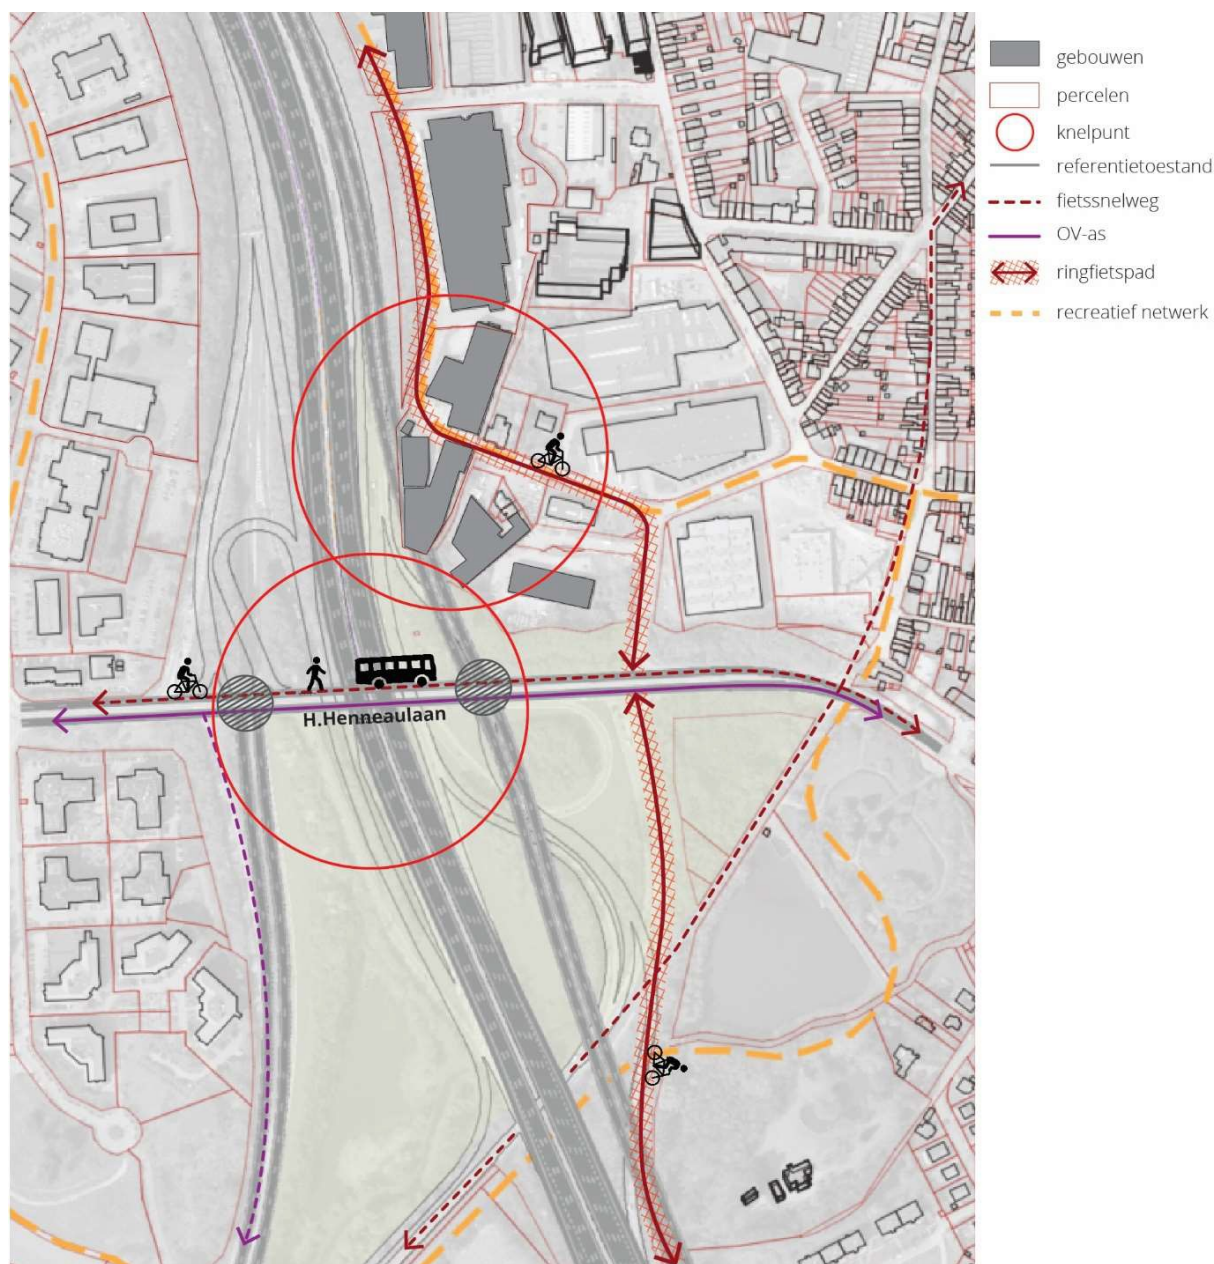 gebouwen
percelen
knelpunt
referentietoestand
fietssnelweg
OV-as
ringfietspad
recreatief netwerk
H.Henneaulaan